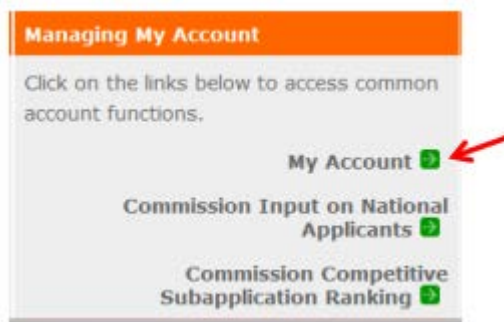 Managing My Account
Click on the links below to access common
account functions.
My Account
Commission Input on National
Applicants
Commission Competitive
Subapplication Ranking